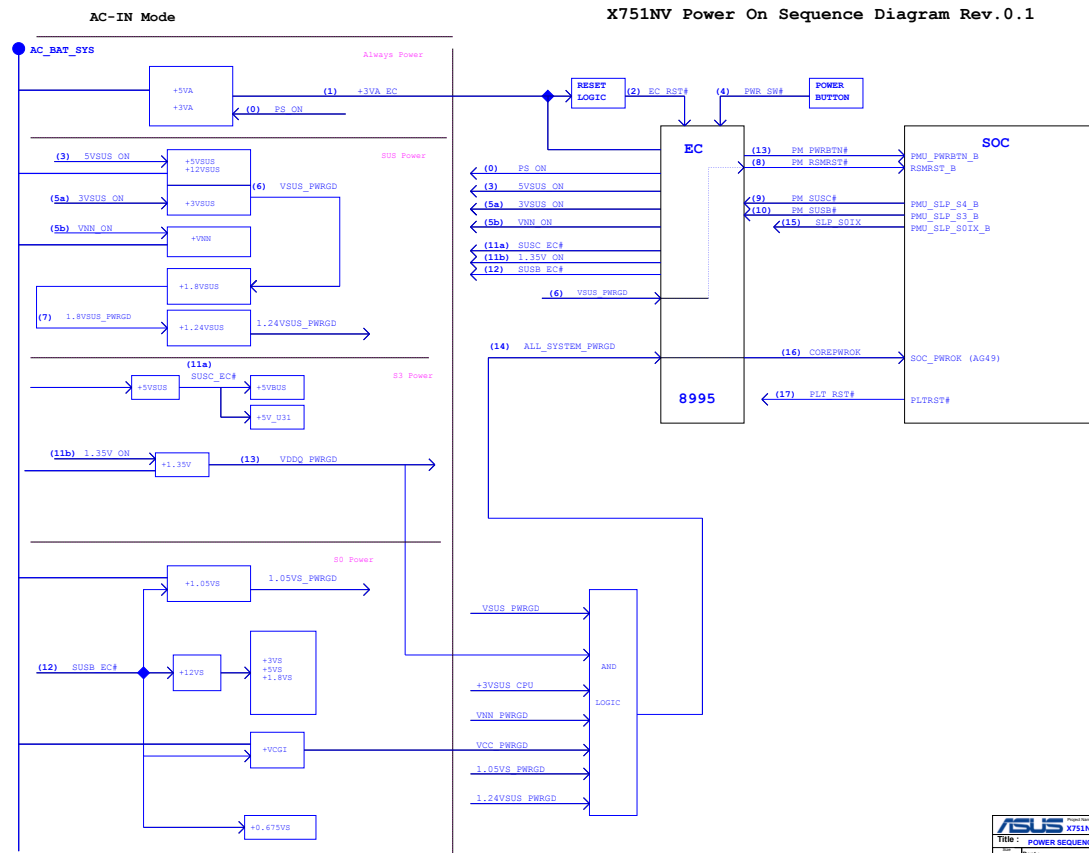 AC-IN Mode
X751NV Power On Sequence Diagram Rev.0.1
AC_BAT_SYS
Always Power
+5VA
+3VA
(1) +3VA_EC
(0) PS_ON
RESET
LOGIC
(2) EC_RST#
(4) PWR_SW#
POWER
BUTTON
SUS Power
(3) 5VSUS_ON
+5VSUS
+12VSUS
(6) VSUS_PWRGD
(5a) 3VSUS_ON
+3VSUS
(5b) VNN_ON
+VNN
+1.8VSUS
(7) 1.8VSUS_PWRGD
+1.24VSUS
1.24VSUS_PWRGD
EC
(0) PS_ON
(3) 5VSUS_ON
(5a) 3VSUS_ON
(5b) VNN_ON
(11a) SUSC_EC#
(11b) 1.35V_ON
(12) SUSB_EC#
(6) VSUS_PWRGD
(14) ALL_SYSTEM_PWRGD
8995
(13) PM_PWRBTN#
(8) PM_RSMRST#
(9) PM_SUSC#
(10) PM_SUSB#
(15) SLP_S0IX
(16) COREPWROK
(17) PLT_RST#
SOC
PMU_PWRBTN_B
RSMRST_B
PMU_SLP_S4_B
PMU_SLP_S3_B
PMU_SLP_S0IX_B
SOC_PWROK (AG49)
PLTRST#
S3 Power
(11a)
SUSC_EC#
+5VSUS
+5VBUS
+5V_U31
(11b) 1.35V_ON
+1.35V
(13) VDDQ_PWRGD
S0 Power
+1.05VS
1.05VS_PWRGD
(12) SUSB_EC#
+12VS
+3VS
+5VS
+1.8VS
+VCGI
+0.675VS
VSUS_PWRGD
+3VSUS_CPU
VNN_PWRGD
VCC_PWRGD
1.05VS_PWRGD
1.24VSUS_PWRGD
AND
LOGIC
ASUS
Project Nam
X751N
Title :
POWER SEQUENC
Size